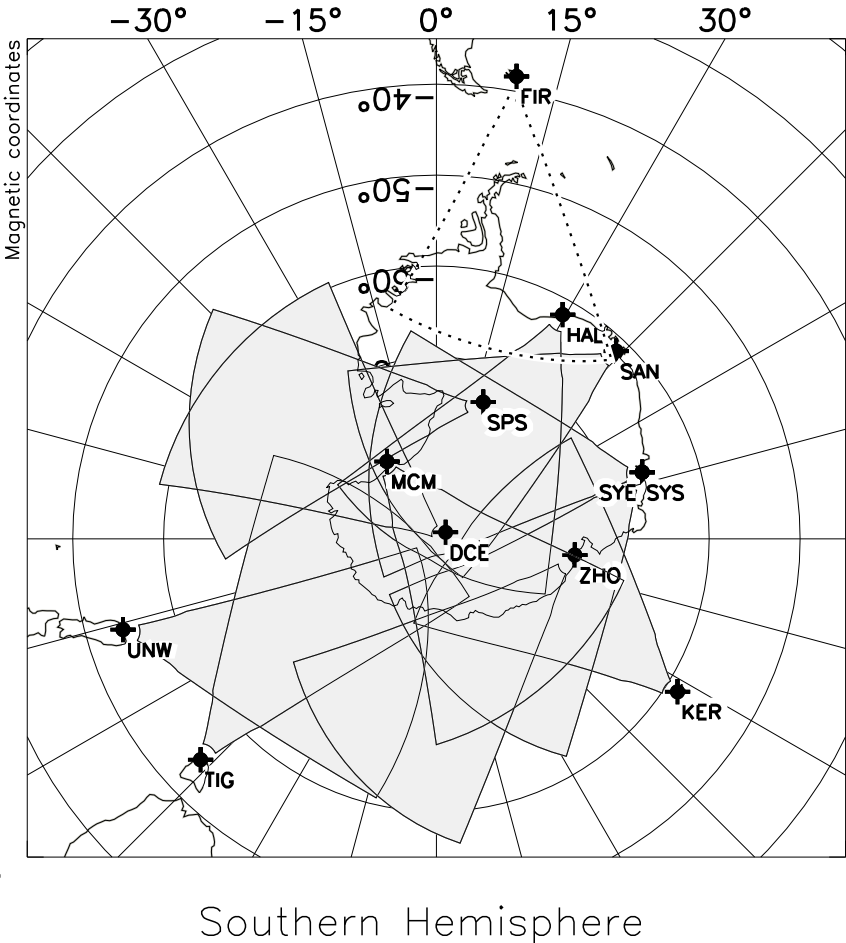 −30° −15° 0° 15° 30°
Magnetic coordinates
FIR
−40°
−50°
HAL
SAN
SPS
MCM
SYE SYS
DCE
ZHO
UNW
KER
TIG
Southern Hemisphere